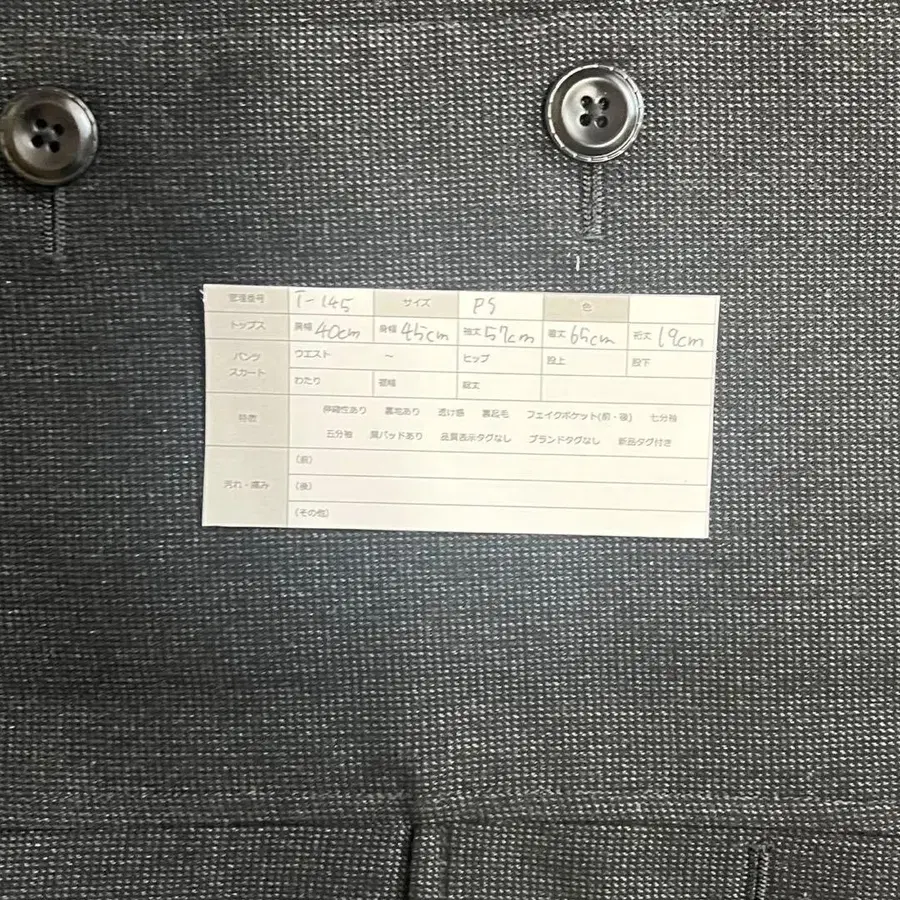 管理番号 T-145 サイズ PS 色
トップス 肩幅 40cm 身幅 45cm 袖丈 57cm 着丈 65cm 裄丈 19cm
パンツ スカート ウエスト ~ ヒップ 股上 股下
わたり 裾幅 総丈
特徴 伸縮性あり 裏地あり 透け感 裏起毛 フェイクポケット(前・後) 七分袖
五分袖 肩パッドあり 品質表示タグなし ブランドタグなし 新品タグ付き
汚れ・痛み (前)
(後)
(その他)